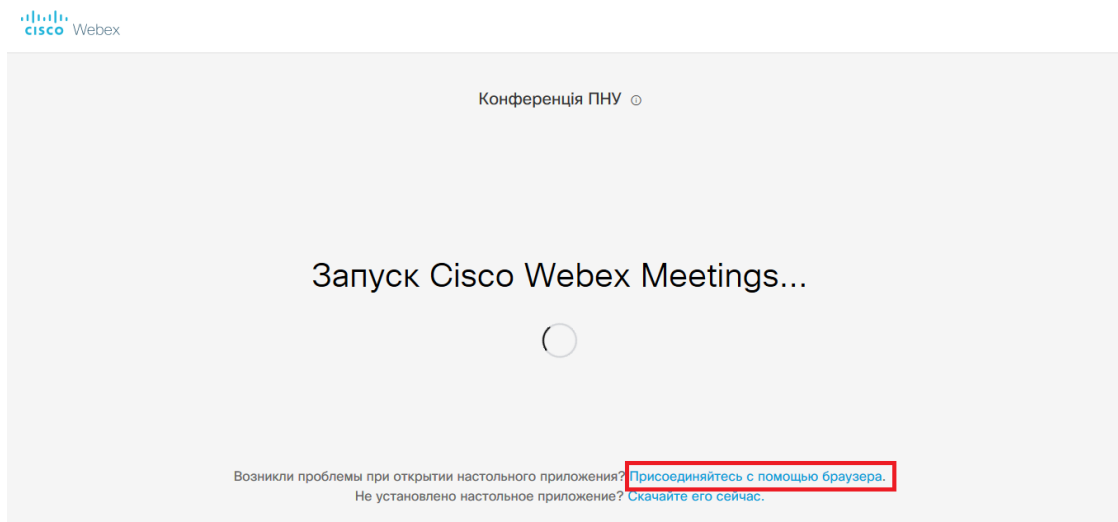 cisco Webex
Конференція ПНУ
Запуск Cisco Webex Meetings...
Возникли проблемы при открытии настольного приложения? Присоединяйтесь с помощью браузера.
Не установлено настольное приложение? Скачайте его сейчас.